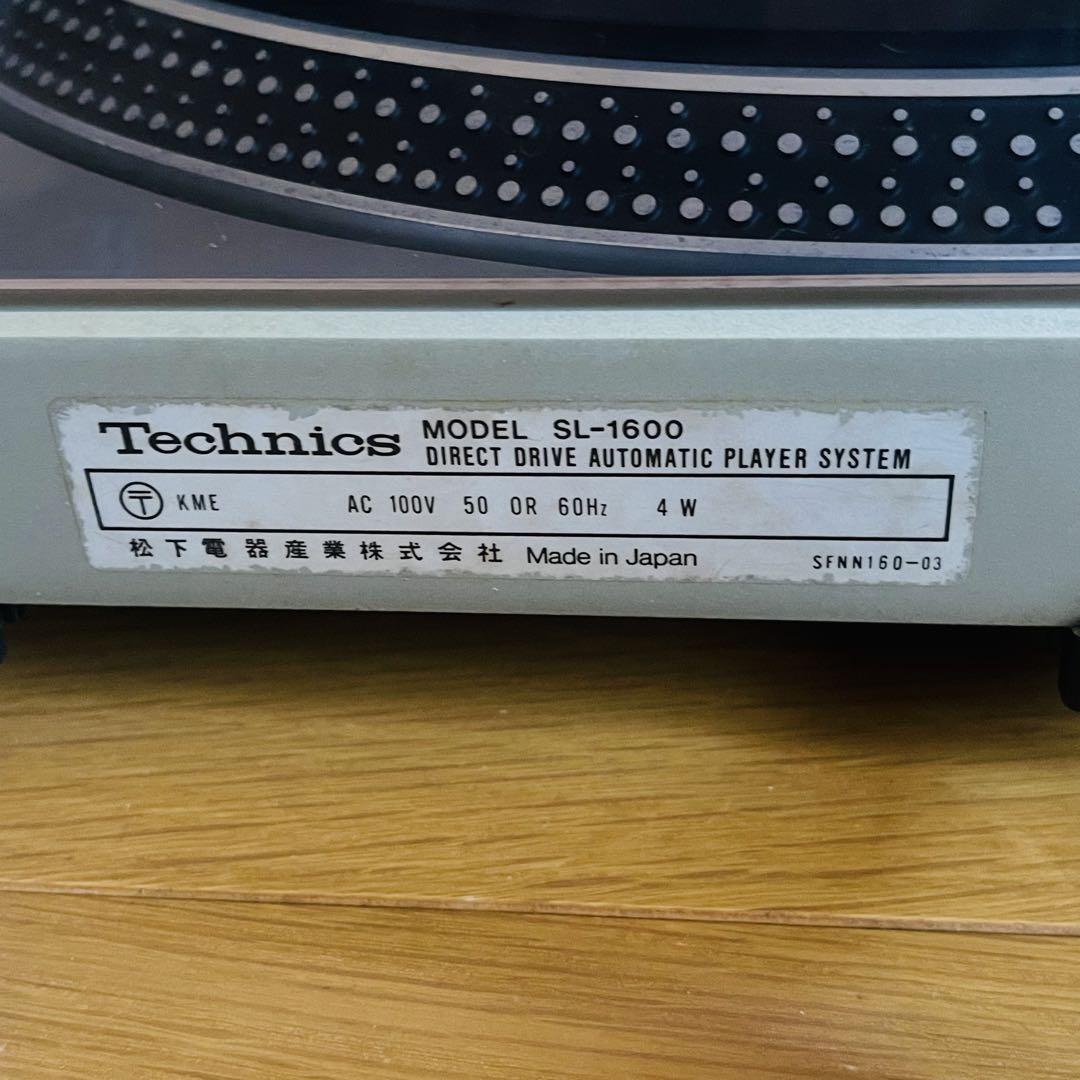 Technics MODEL SL-1600
DIRECT DRIVE AUTOMATIC PLAYER SYSTEM
〒 KME AC 100V 50 OR 60Hz 4 W
松下電器産業株式会社 Made in Japan SFNN160-03